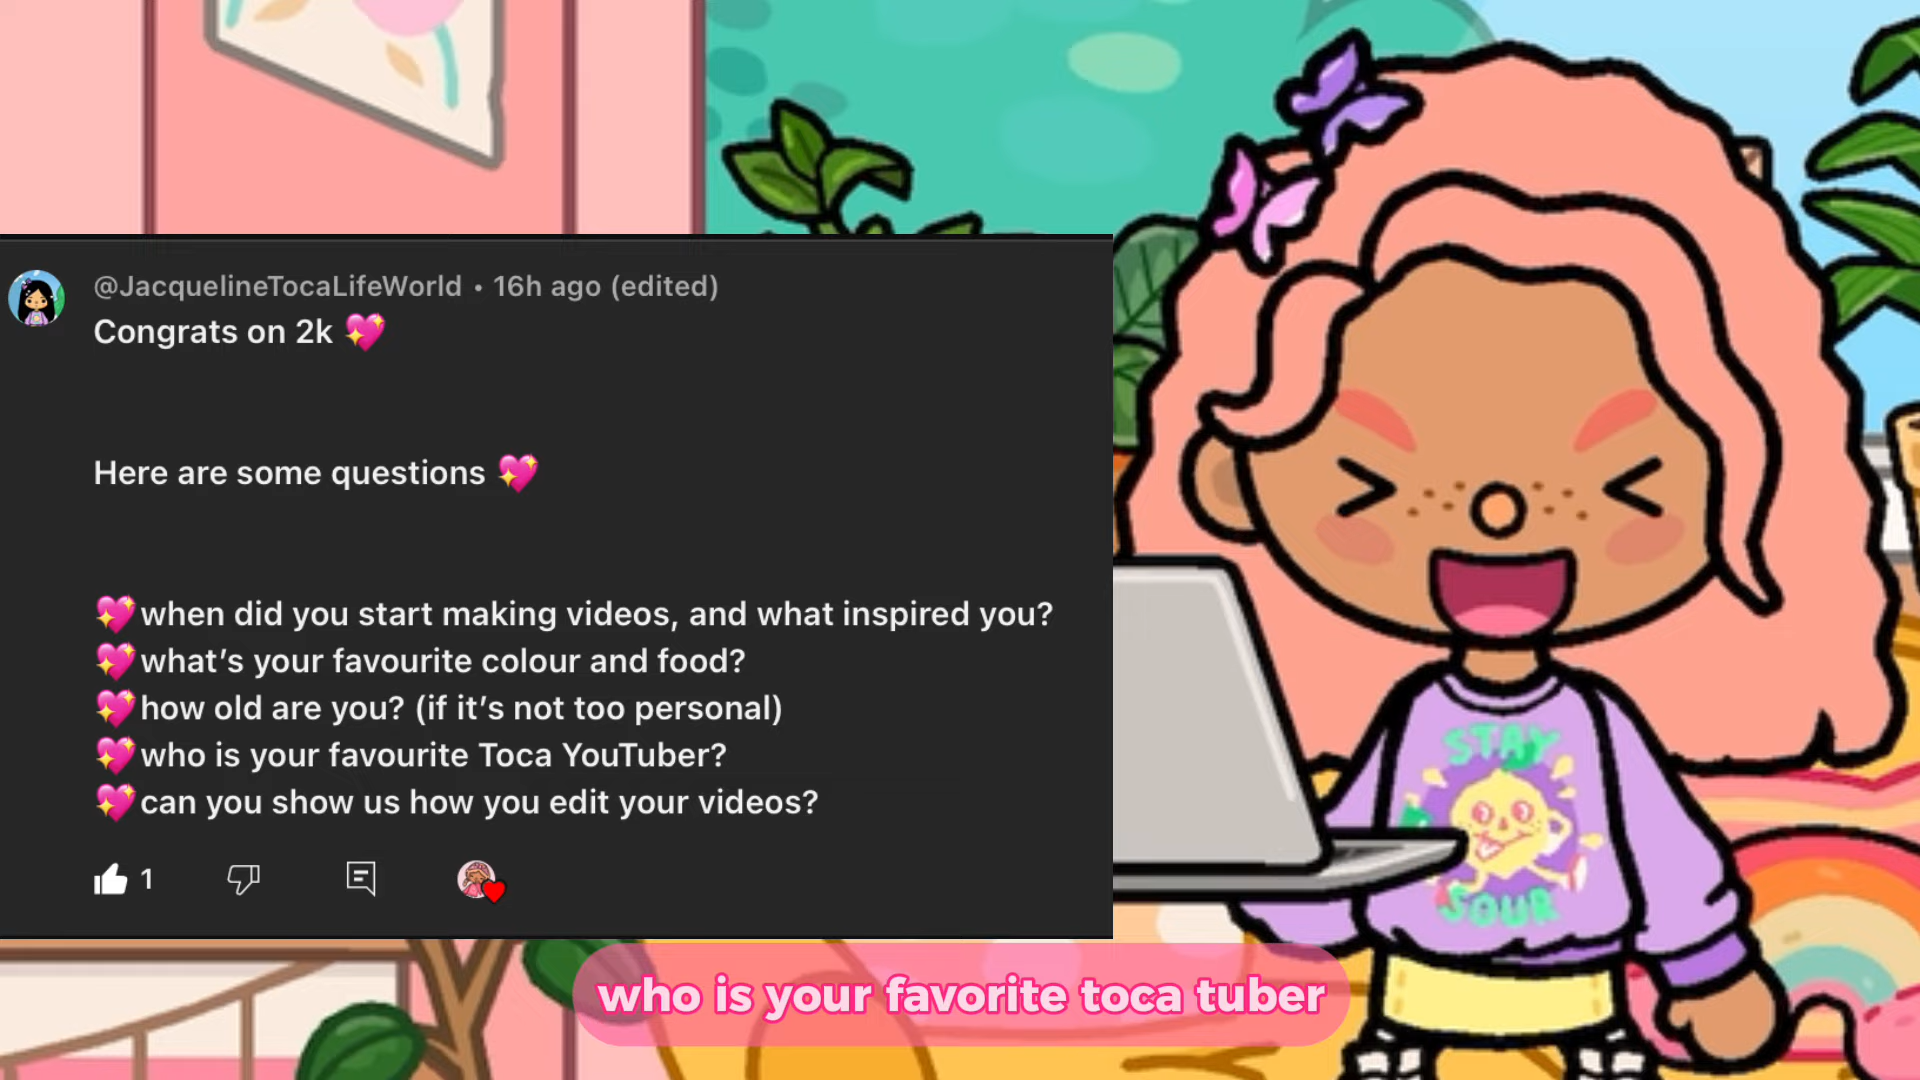 @JacquelineTocaLifeWorld • 16h ago (edited)
Congrats on 2k 💖
Here are some questions 💖
💖when did you start making videos, and what inspired you?
💖what’s your favourite colour and food?
💖how old are you? (if it’s not too personal)
💖who is your favourite Toca YouTuber?
💖can you show us how you edit your videos?
1
STAY
SOUR
who is your favorite toca tuber